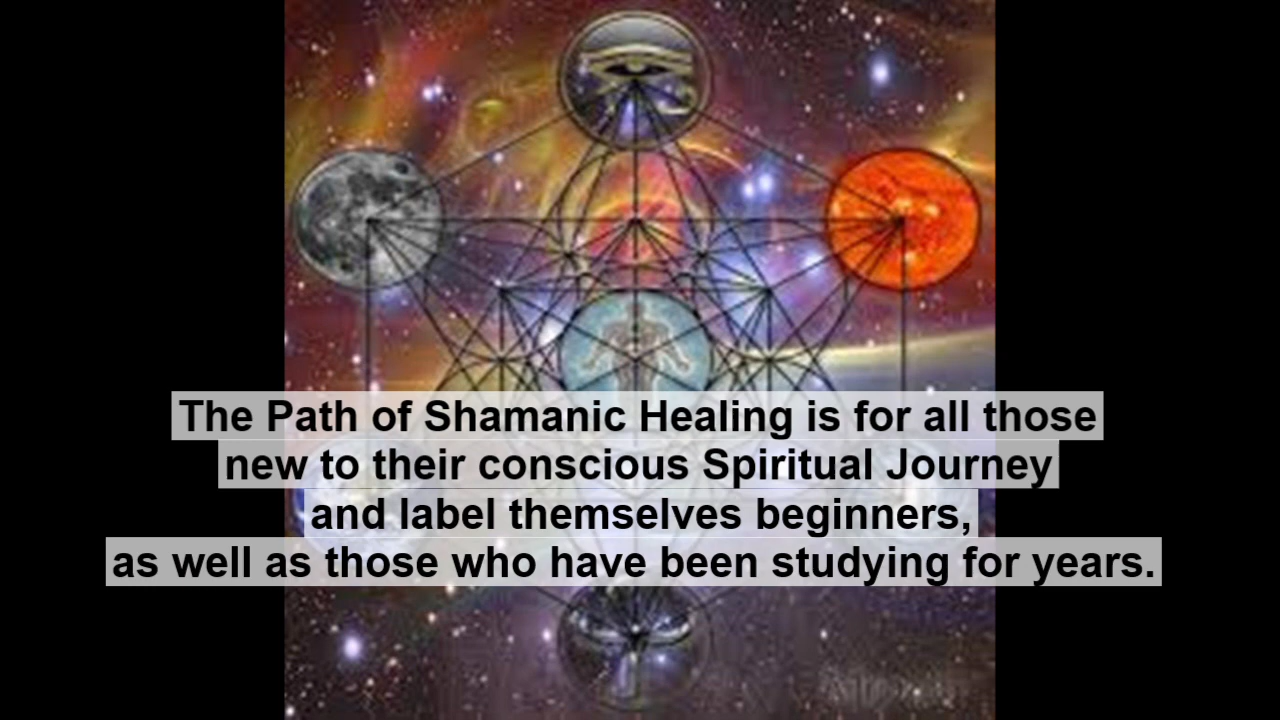 The Path of Shamanic Healing is for all those
new to their conscious Spiritual Journey
and label themselves beginners,
as well as those who have been studying for years.